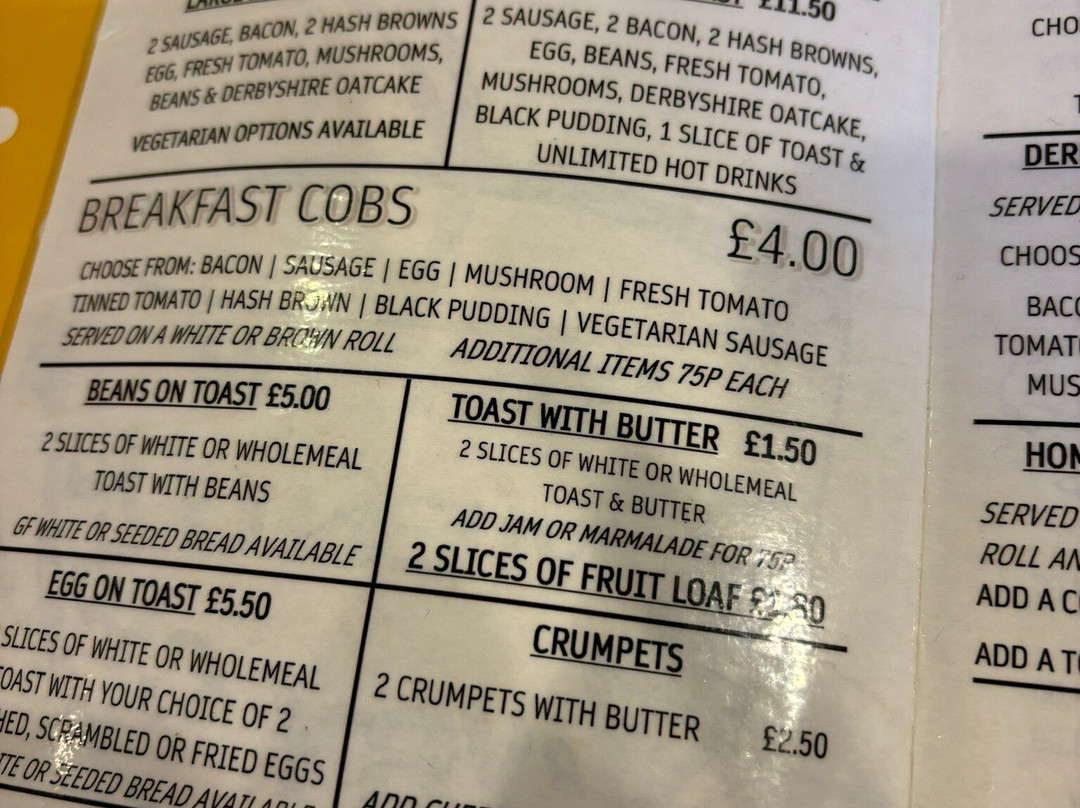 £11.50
2 SAUSAGE, BACON, 2 HASH BROWNS
EGG, FRESH TOMATO, MUSHROOMS,
BEANS & DERBYSHIRE OATCAKE
VEGETARIAN OPTIONS AVAILABLE
2 SAUSAGE, 2 BACON, 2 HASH BROWNS,
EGG, BEANS, FRESH TOMATO,
MUSHROOMS, DERBYSHIRE OATCAKE,
BLACK PUDDING, 1 SLICE OF TOAST &
UNLIMITED HOT DRINKS
BREAKFAST COBS £4.00
CHOOSE FROM: BACON | SAUSAGE | EGG | MUSHROOM | FRESH TOMATO
TINNED TOMATO | HASH BROWN | BLACK PUDDING | VEGETARIAN SAUSAGE
SERVED ON A WHITE OR BROWN ROLL ADDITIONAL ITEMS 75P EACH
BEANS ON TOAST £5.00
2 SLICES OF WHITE OR WHOLEMEAL
TOAST WITH BEANS
GF WHITE OR SEEDED BREAD AVAILABLE
TOAST WITH BUTTER £1.50
2 SLICES OF WHITE OR WHOLEMEAL
TOAST & BUTTER
ADD JAM OR MARMALADE FOR 75P
2 SLICES OF FRUIT LOAF
EGG ON TOAST £5.50
SLICES OF WHITE OR WHOLEMEAL
OAST WITH YOUR CHOICE OF 2
HED, SCRAMBLED OR FRIED EGGS
ITE OR SEEDED BREAD AVAILABLE
CRUMPETS
2 CRUMPETS WITH BUTTER £2.50
ADD
CHO
DER
SERVED
CHOOS
BACO
TOMATO
MUS
HOM
SERVED
ROLL AN
ADD A C
ADD A TO